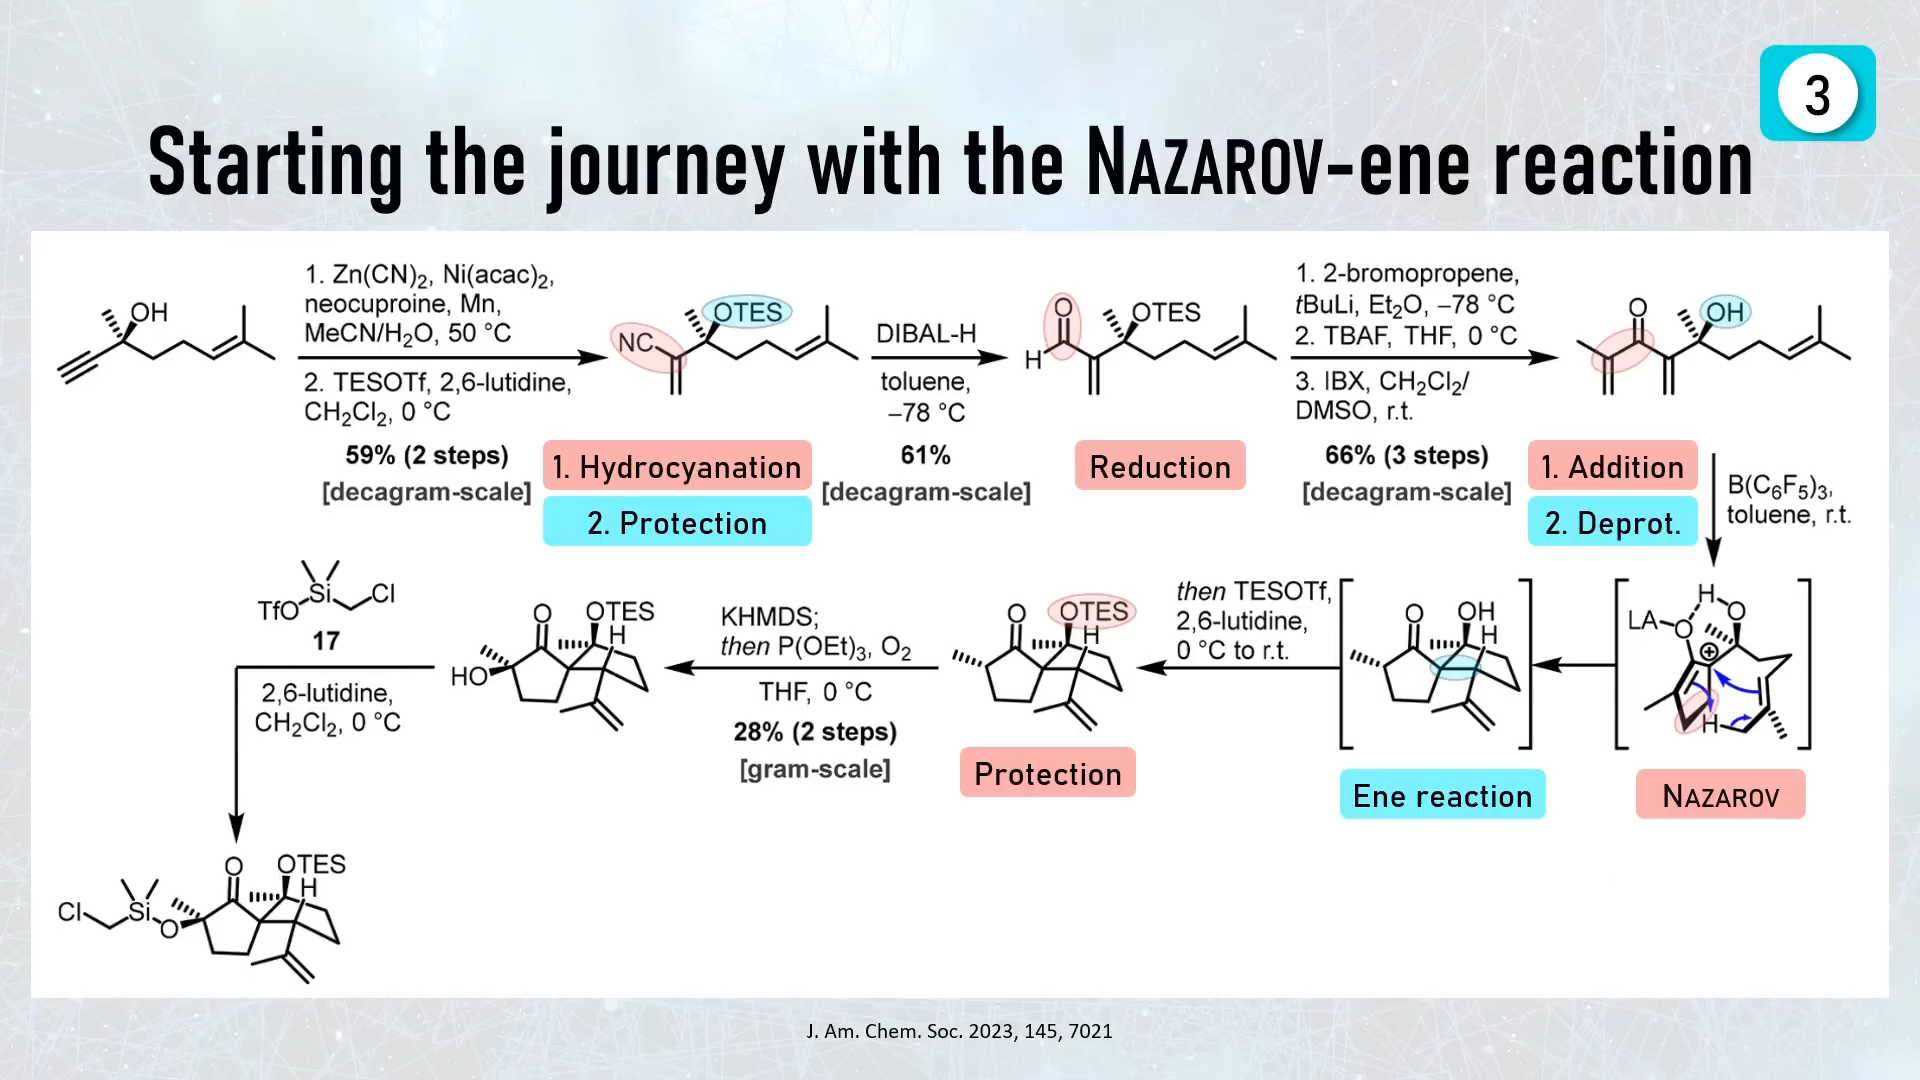 3
Starting the journey with the NAZAROV-ene reaction
OH
1. Zn(CN)2, Ni(acac)2,
neocuproine, Mn,
MeCN/H2O, 50 °C
2. TESOTf, 2,6-lutidine,
CH2Cl2, 0 °C
59% (2 steps)
[decagram-scale]
NC
OTES
1. Hydrocyanation
2. Protection
DIBAL-H
toluene,
–78 °C
61%
[decagram-scale]
O
H
OTES
Reduction
1. 2-bromopropene,
tBuLi, Et2O, –78 °C
2. TBAF, THF, 0 °C
3. IBX, CH2Cl2/
DMSO, r.t.
66% (3 steps)
[decagram-scale]
O
OH
1. Addition
2. Deprot.
B(C6F5)3,
toluene, r.t.
H
O
LA
O
⊕
H
NAZAROV
O
OH
H
Ene reaction
then TESOTf,
2,6-lutidine,
0 °C to r.t.
O
OTES
H
Protection
KHMDS;
then P(OEt)3, O2
THF, 0 °C
28% (2 steps)
[gram-scale]
O
OTES
H
HO
Si
Cl
TfO
17
2,6-lutidine,
CH2Cl2, 0 °C
O
OTES
H
Cl
Si
O
J. Am. Chem. Soc. 2023, 145, 7021